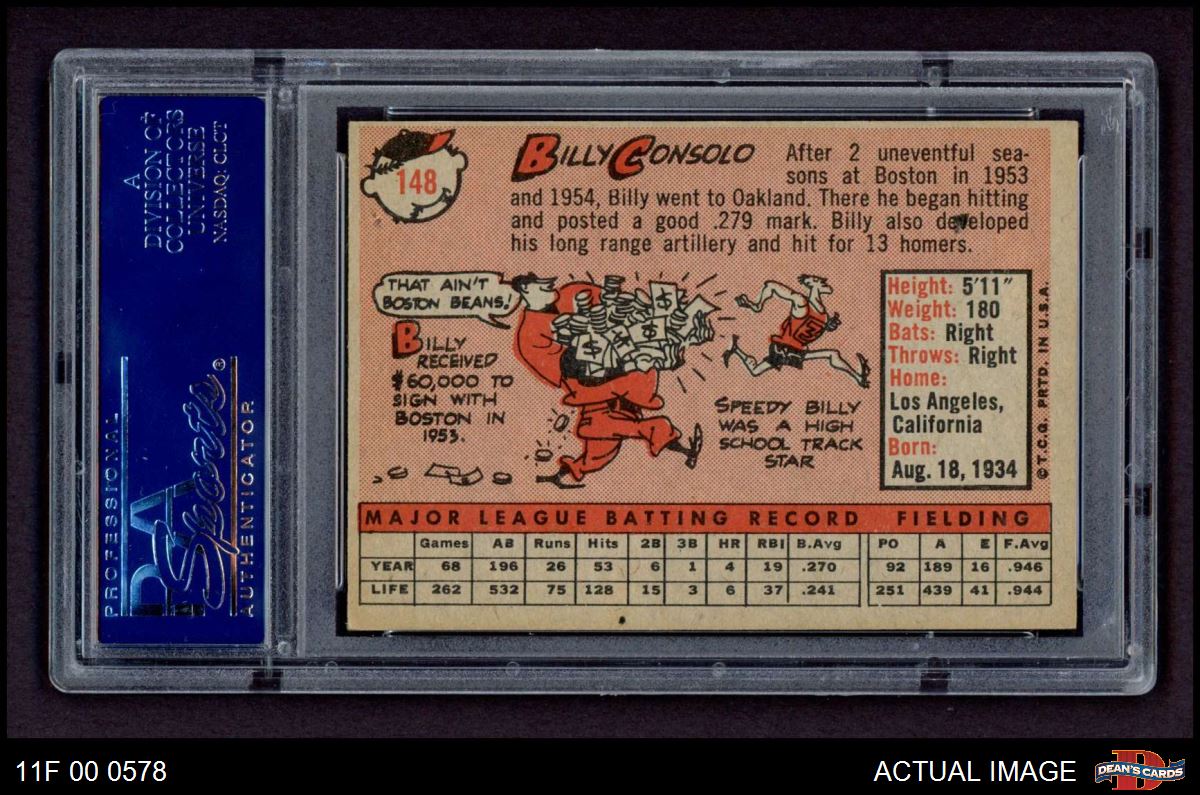 A
DIVISION OF
COLLECTORS
UNIVERSE
NASDAQ: CLCT
PROFESSIONAL
PSA
Sports®
AUTHENTICATOR
148
BILLY CONSOLO
After 2 uneventful sea-
sons at Boston in 1953
and 1954, Billy went to Oakland. There he began hitting
and posted a good .279 mark. Billy also developed
his long range artillery and hit for 13 homers.
THAT AIN'T
BOSTON BEANS!
BILLY
RECEIVED
$60,000 TO
SIGN WITH
BOSTON IN
1953.
SPEEDY BILLY
WAS A HIGH
SCHOOL TRACK
STAR
Height: 5'11"
Weight: 180
Bats: Right
Throws: Right
Home:
Los Angeles,
California
Born:
Aug. 18, 1934
© T.C.G. PRTD. IN U.S.A.
MAJOR LEAGUE BATTING RECORD FIELDING
Games AB Runs Hits 2B 3B HR RBI B.Avg PO A E F.Avg
YEAR 68 196 26 53 6 1 4 19 .270 92 189 16 .946
LIFE 262 532 75 128 15 3 6 37 .241 251 439 41 .944
11F 00 0578
ACTUAL IMAGE
D
DEAN'S CARDS